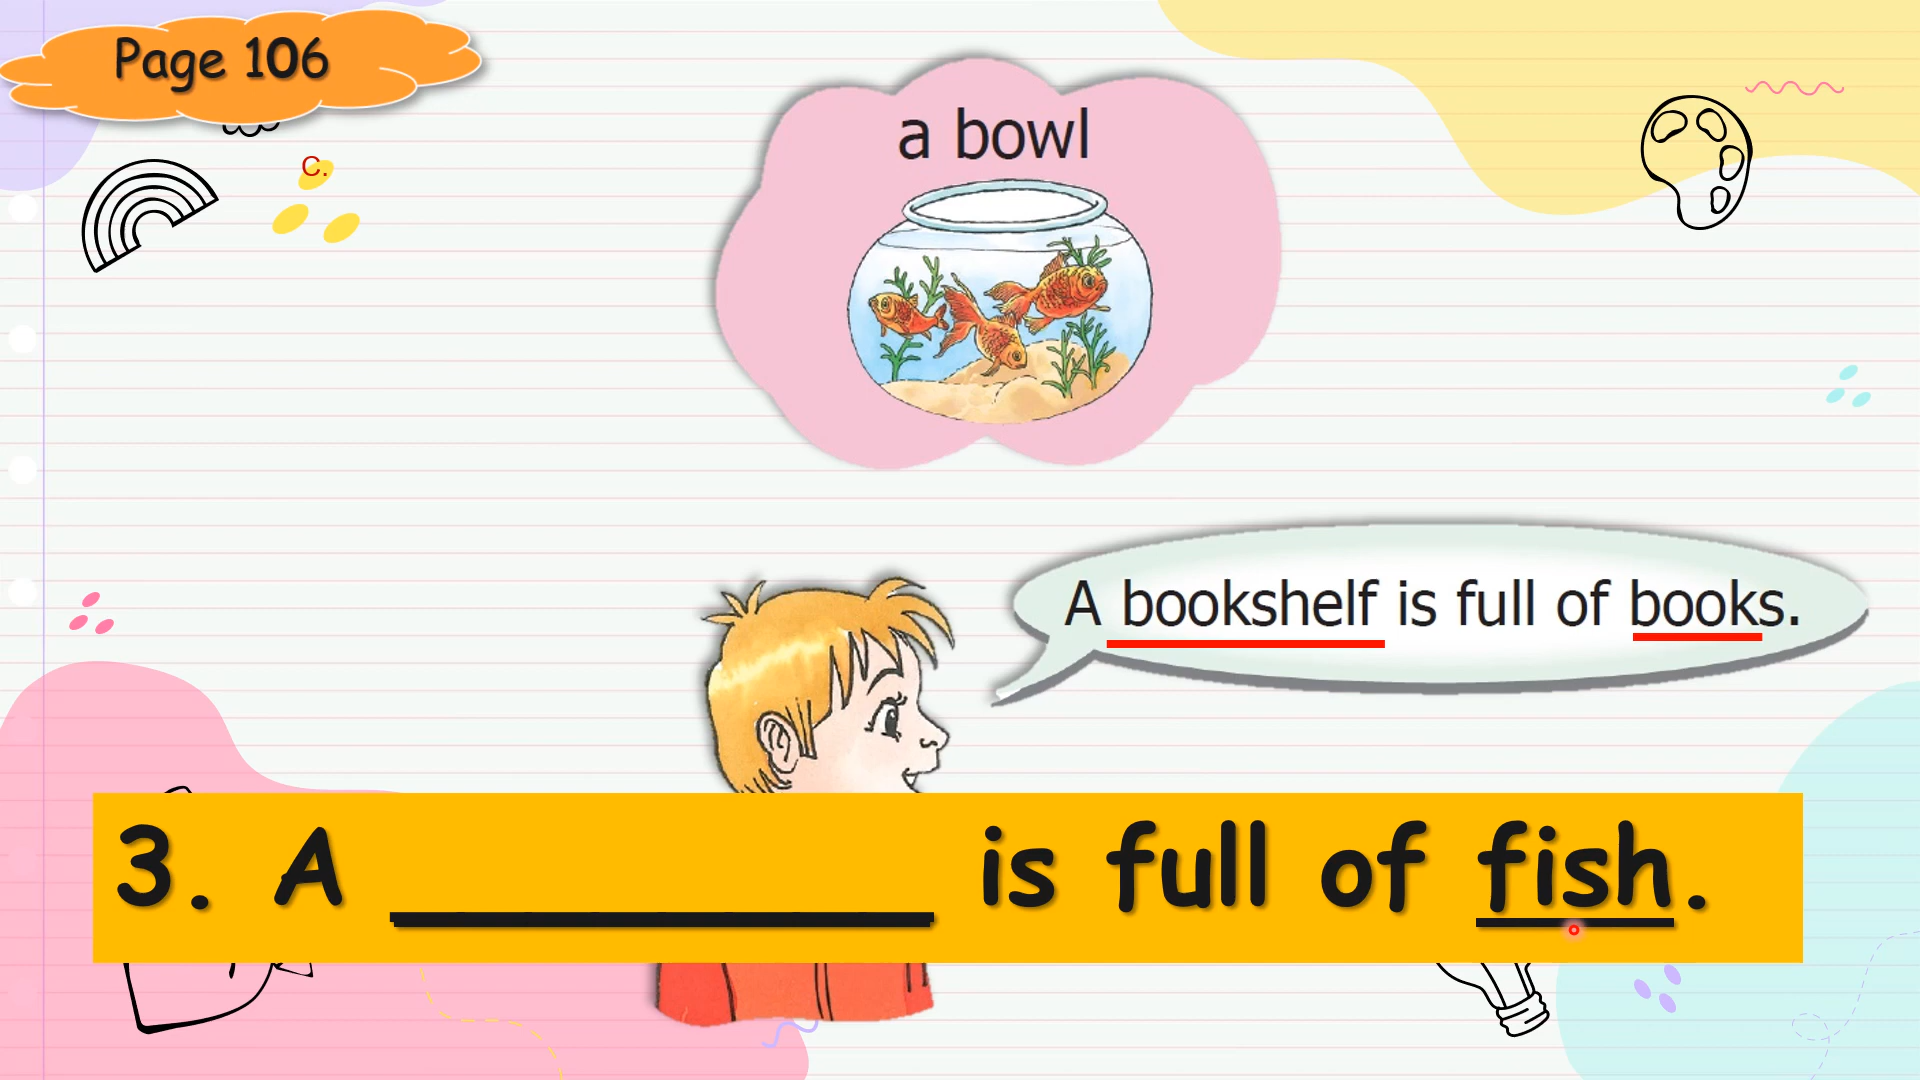 Page 106
C.
a bowl
A bookshelf is full of books.
3. A ________ is full of fish.